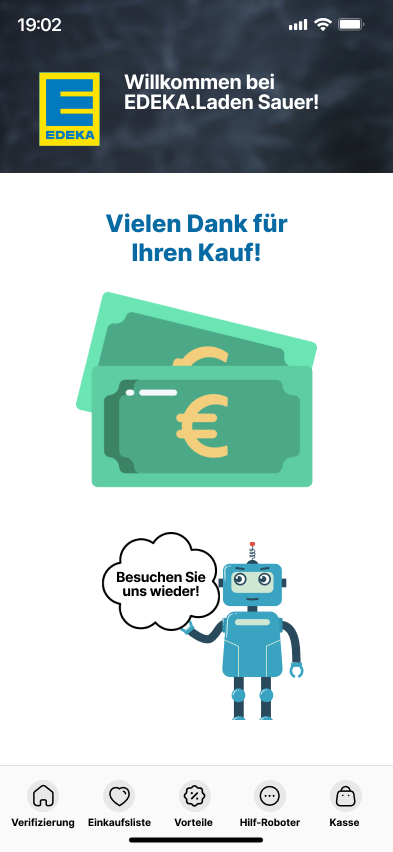 19:02
EDEKA
Willkommen bei
EDEKA.Laden Sauer!
Vielen Dank für
Ihren Kauf!
€
€
Besuchen Sie
uns wieder!
Verifizierung
Einkaufsliste
Vorteile
Hilf-Roboter
Kasse